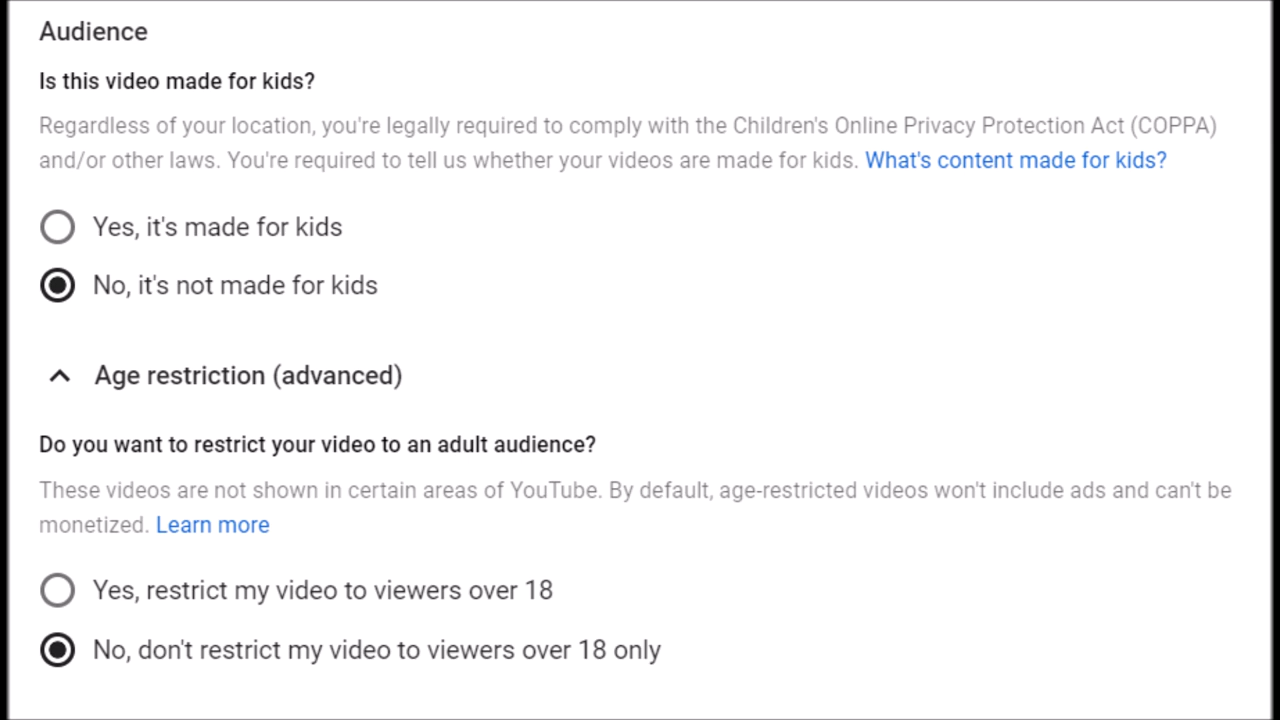 Audience
Is this video made for kids?
Regardless of your location, you're legally required to comply with the Children's Online Privacy Protection Act (COPPA)
and/or other laws. You're required to tell us whether your videos are made for kids. What's content made for kids?
Yes, it's made for kids
No, it's not made for kids
Age restriction (advanced)
Do you want to restrict your video to an adult audience?
These videos are not shown in certain areas of YouTube. By default, age-restricted videos won't include ads and can't be
monetized. Learn more
Yes, restrict my video to viewers over 18
No, don't restrict my video to viewers over 18 only